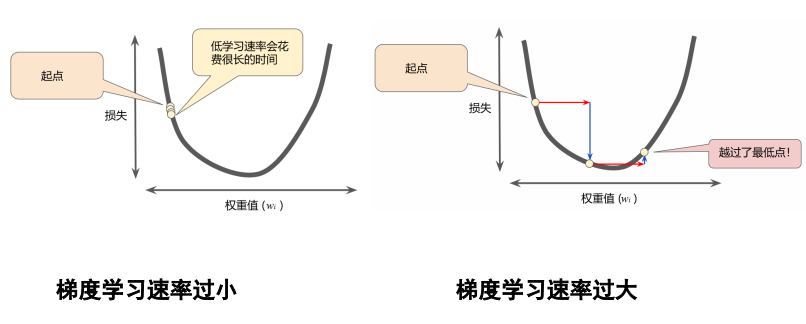 起点
低学习速率会花
费很长的时间
损失
权重值 (wᵢ )
梯度学习速率过小
起点
损失
越过了最低点!
权重值 (wᵢ )
梯度学习速率过大